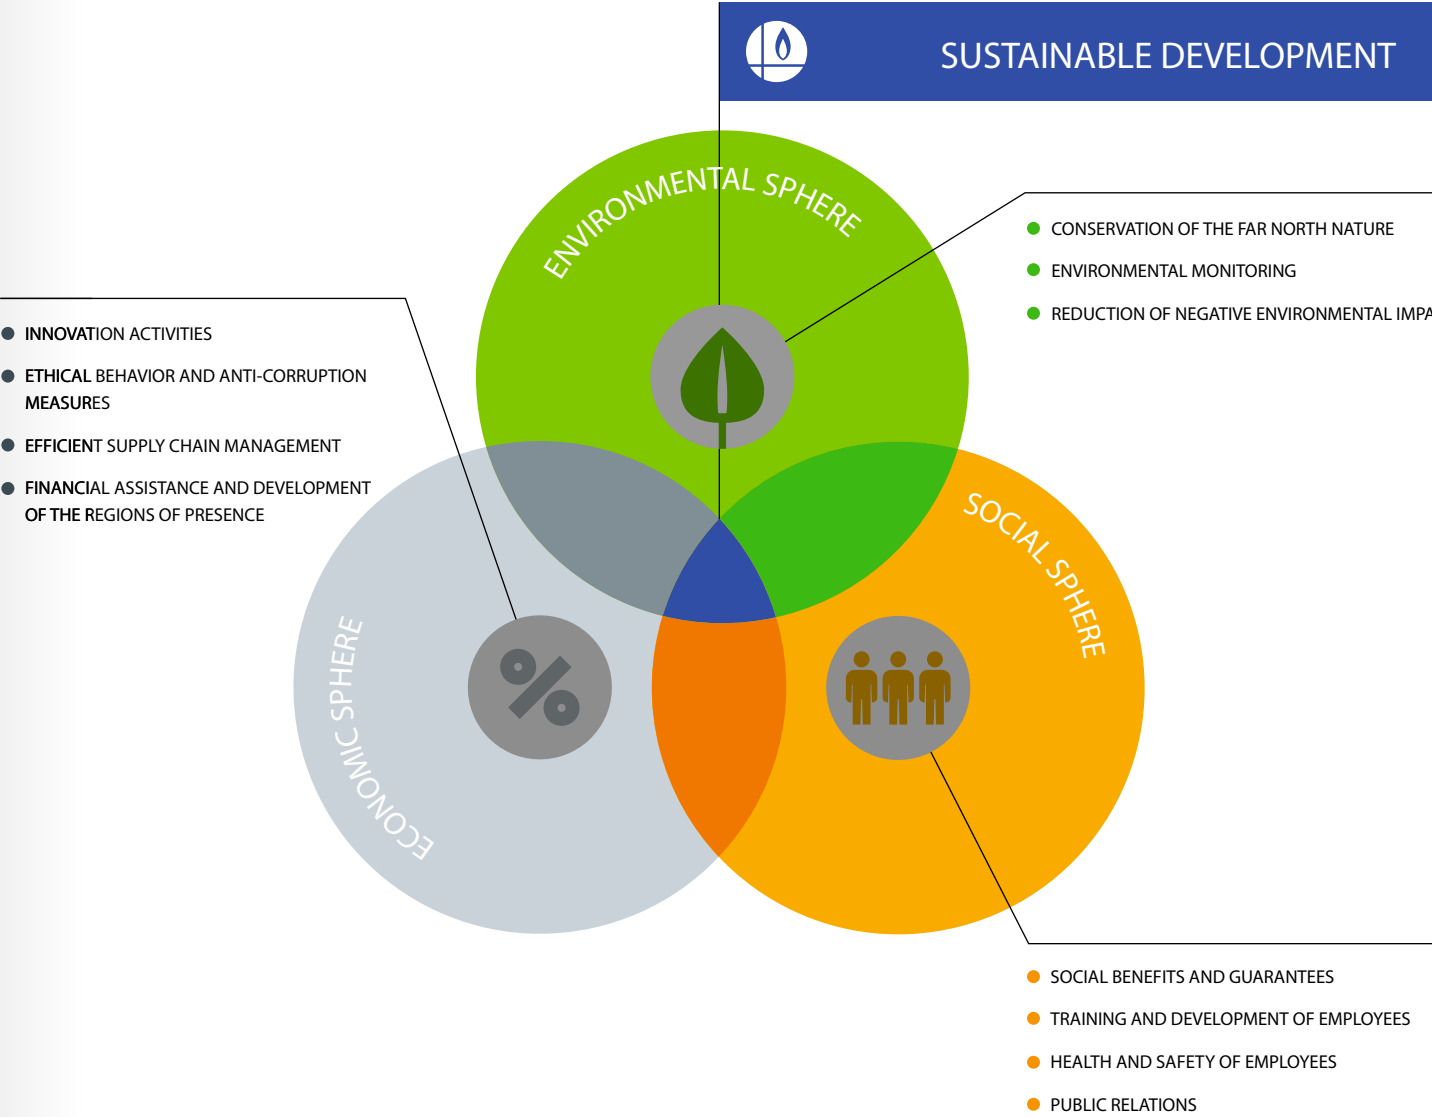 SUSTAINABLE DEVELOPMENT
ENVIRONMENTAL SPHERE
CONSERVATION OF THE FAR NORTH NATURE
ENVIRONMENTAL MONITORING
REDUCTION OF NEGATIVE ENVIRONMENTAL IMPA
INNOVATION ACTIVITIES
ETHICAL BEHAVIOR AND ANTI-CORRUPTION
MEASURES
EFFICIENT SUPPLY CHAIN MANAGEMENT
FINANCIAL ASSISTANCE AND DEVELOPMENT
OF THE REGIONS OF PRESENCE
SOCIAL SPHERE
ECONOMIC SPHERE
%
SOCIAL BENEFITS AND GUARANTEES
TRAINING AND DEVELOPMENT OF EMPLOYEES
HEALTH AND SAFETY OF EMPLOYEES
PUBLIC RELATIONS